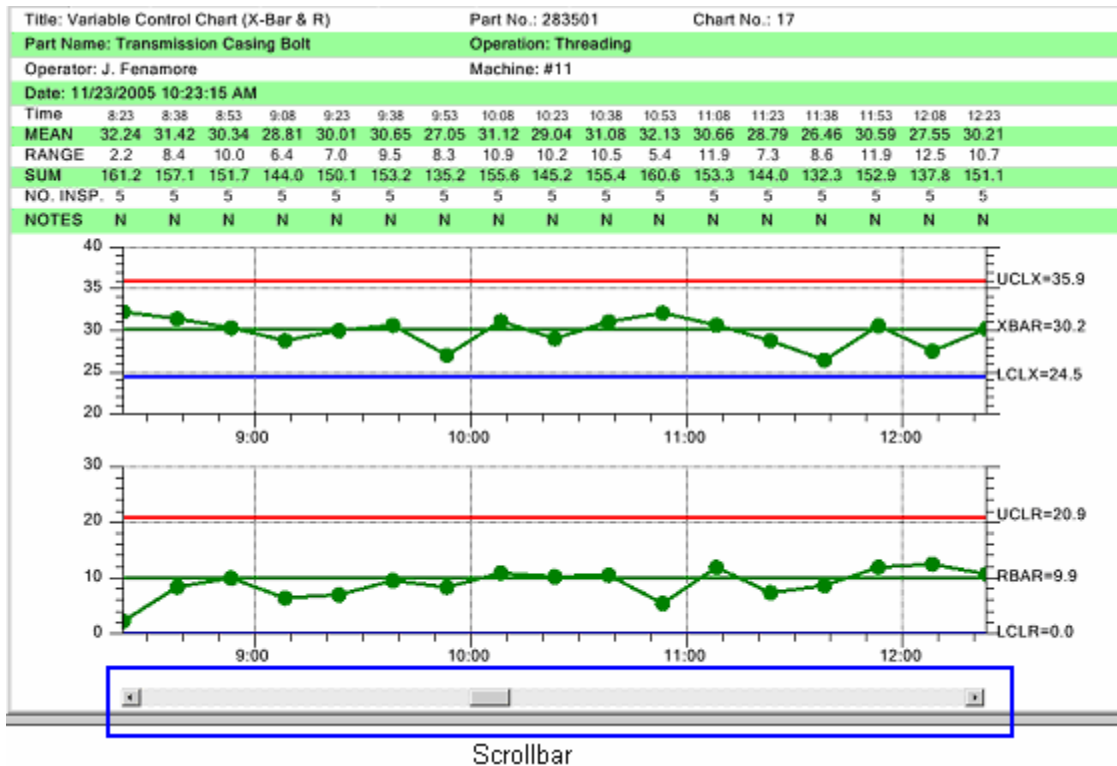 Title: Variable Control Chart (X-Bar & R) Part No.: 283501 Chart No.: 17
Part Name: Transmission Casing Bolt Operation: Threading
Operator: J. Fenamore Machine: #11
Date: 11/23/2005 10:23:15 AM
Time 8:23 8:38 8:53 9:08 9:23 9:38 9:53 10:08 10:23 10:38 10:53 11:08 11:23 11:38 11:53 12:08 12:23
MEAN 32.24 31.42 30.34 28.81 30.01 30.65 27.05 31.12 29.04 31.08 32.13 30.66 28.79 26.46 30.59 27.55 30.21
RANGE 2.2 8.4 10.0 6.4 7.0 9.5 8.3 10.9 10.2 10.5 5.4 11.9 7.3 8.6 11.9 12.5 10.7
SUM 161.2 157.1 151.7 144.0 150.1 153.2 135.2 155.6 145.2 155.4 160.6 153.3 144.0 132.3 152.9 137.8 151.1
NO. INSP. 5 5 5 5 5 5 5 5 5 5 5 5 5 5 5 5 5
NOTES N N N N N N N N N N N N N N N N N
40
35 UCLX=35.9
30 XBAR=30.2
25 LCLX=24.5
20
9:00 10:00 11:00 12:00
30
20 UCLR=20.9
10 RBAR=9.9
0 LCLR=0.0
9:00 10:00 11:00 12:00
Scrollbar